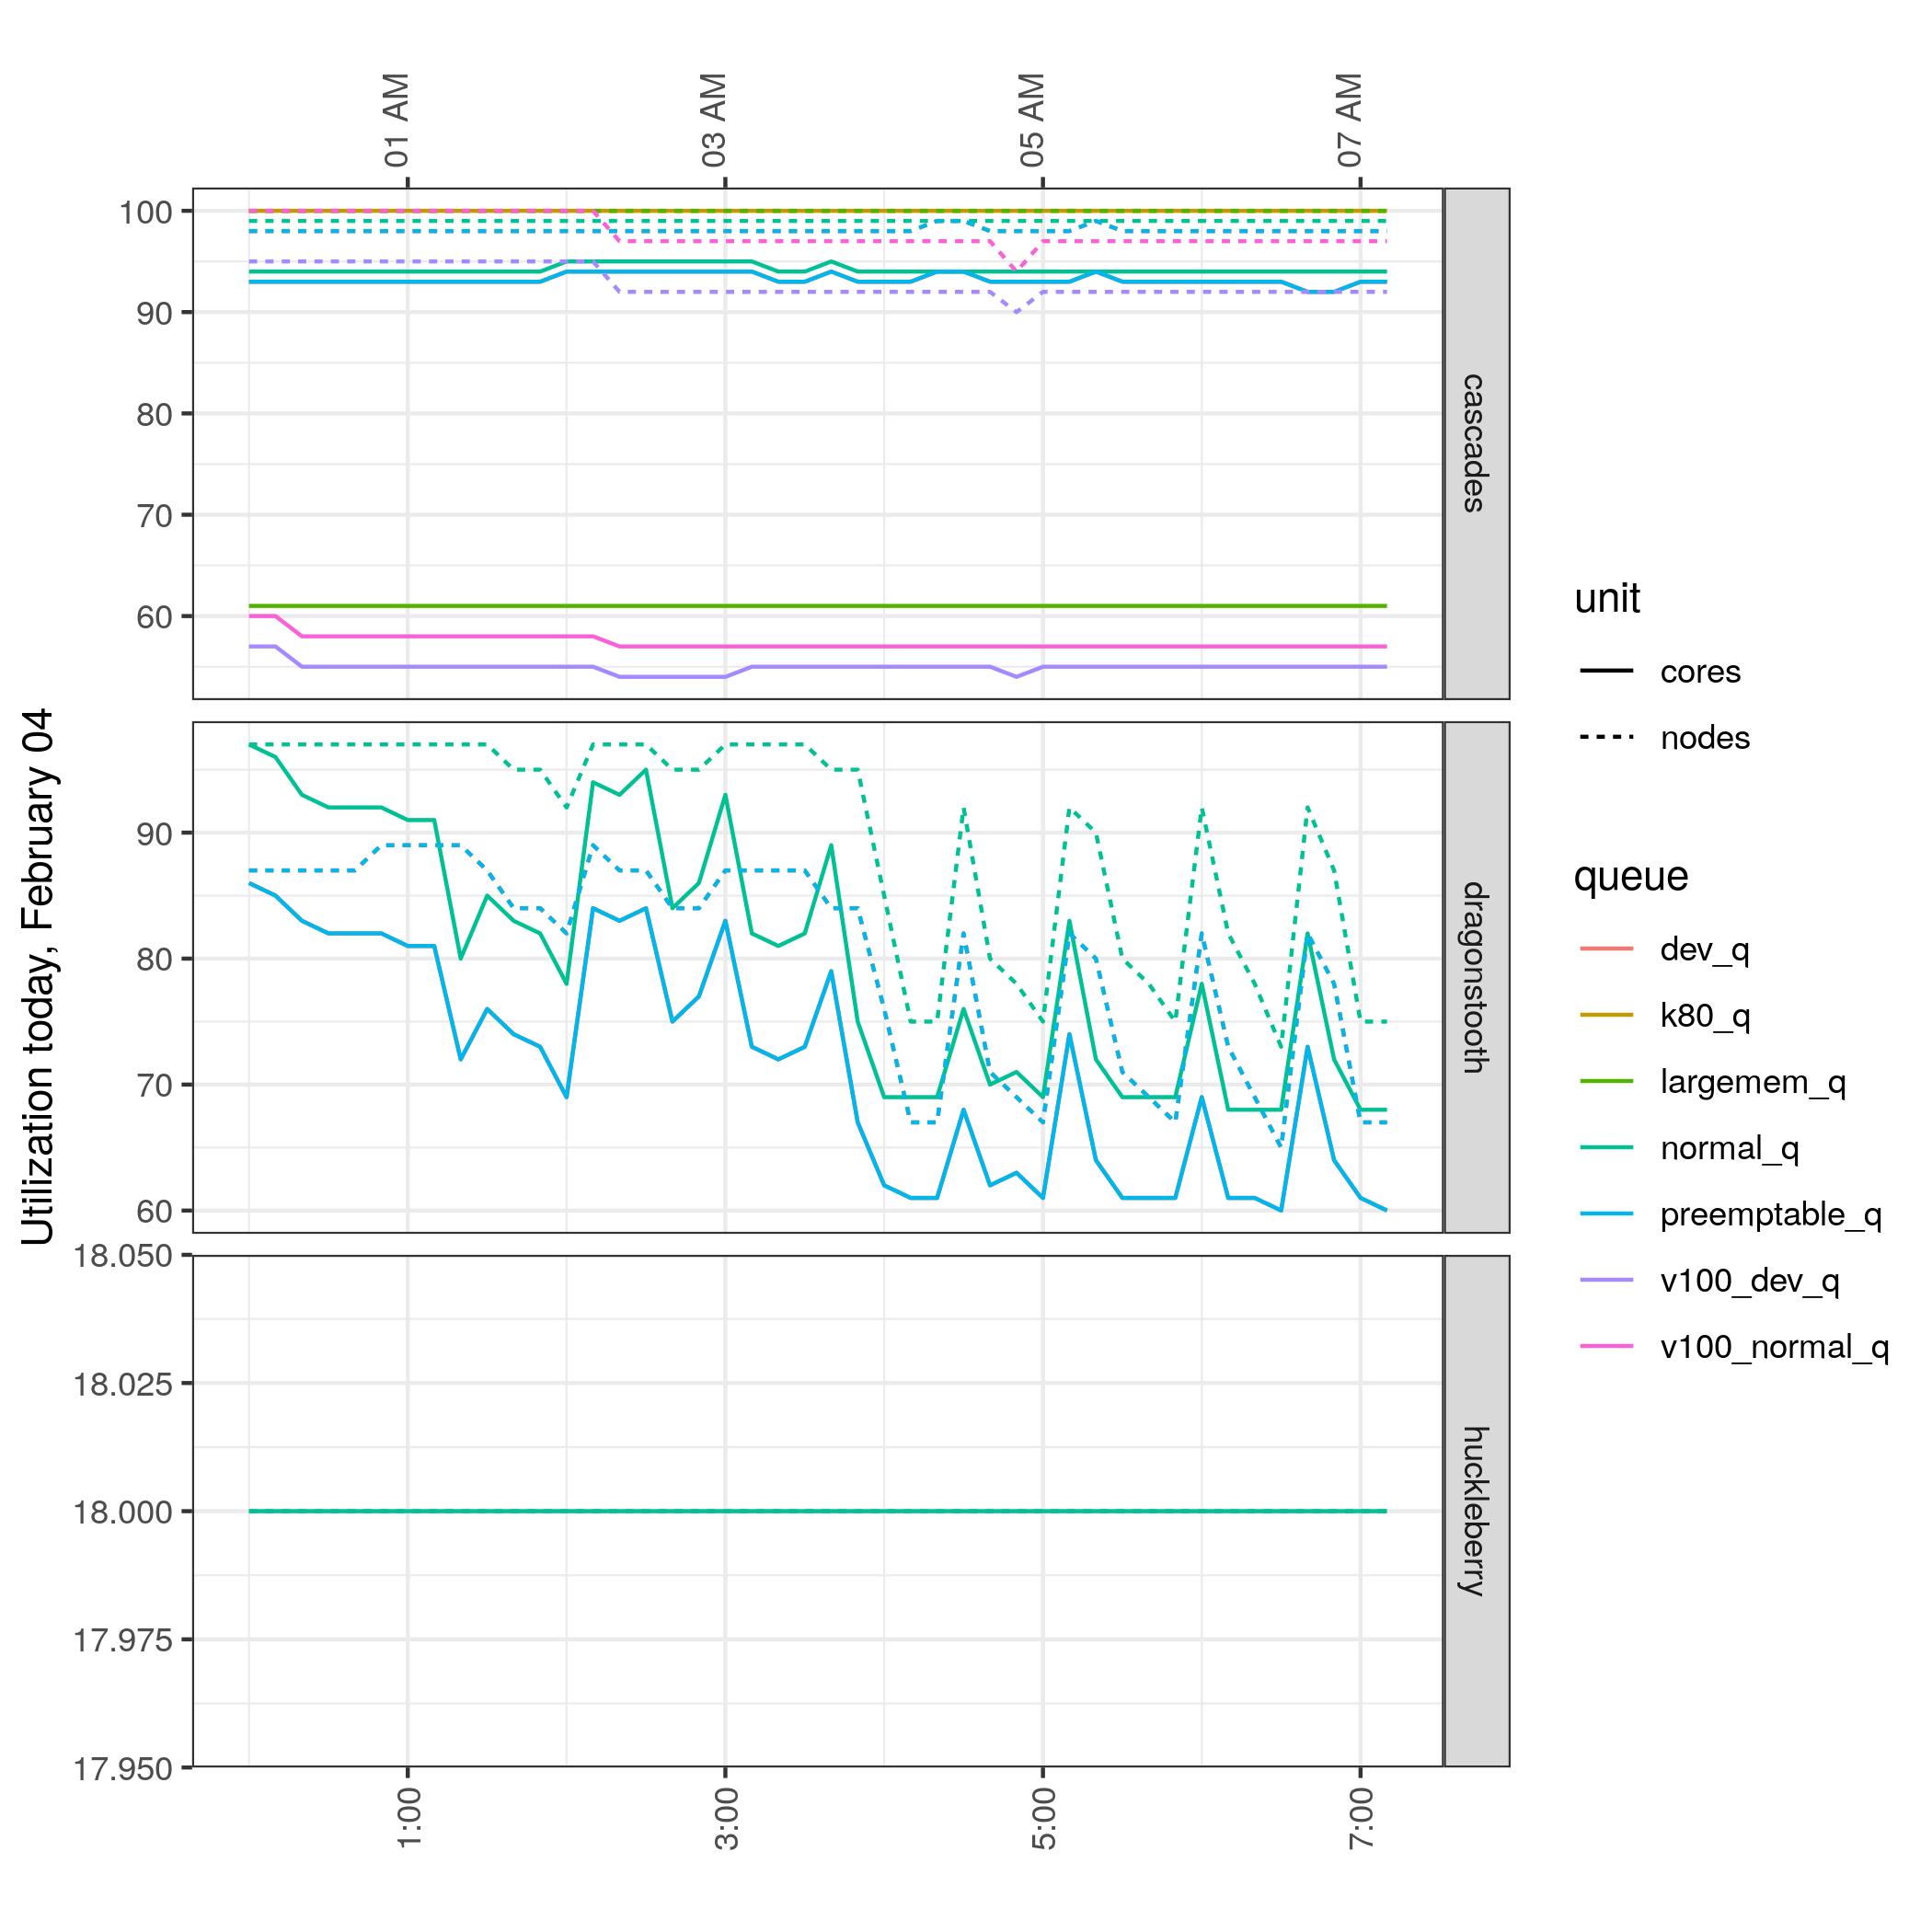 01 AM
03 AM
05 AM
07 AM
100
90
80
70
60
cascades
90
80
70
60
dragonstooth
18.050
18.025
18.000
17.975
17.950
huckleberry
1:00
3:00
5:00
7:00
Utilization today, February 04
unit
cores
nodes
queue
dev_q
k80_q
largemem_q
normal_q
preemptable_q
v100_dev_q
v100_normal_q